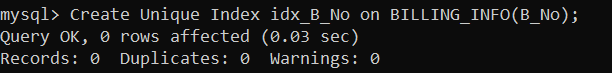 mysql> Create Unique Index idx_B_No on BILLING_INFO(B_No);
Query OK, 0 rows affected (0.03 sec)
Records: 0  Duplicates: 0  Warnings: 0